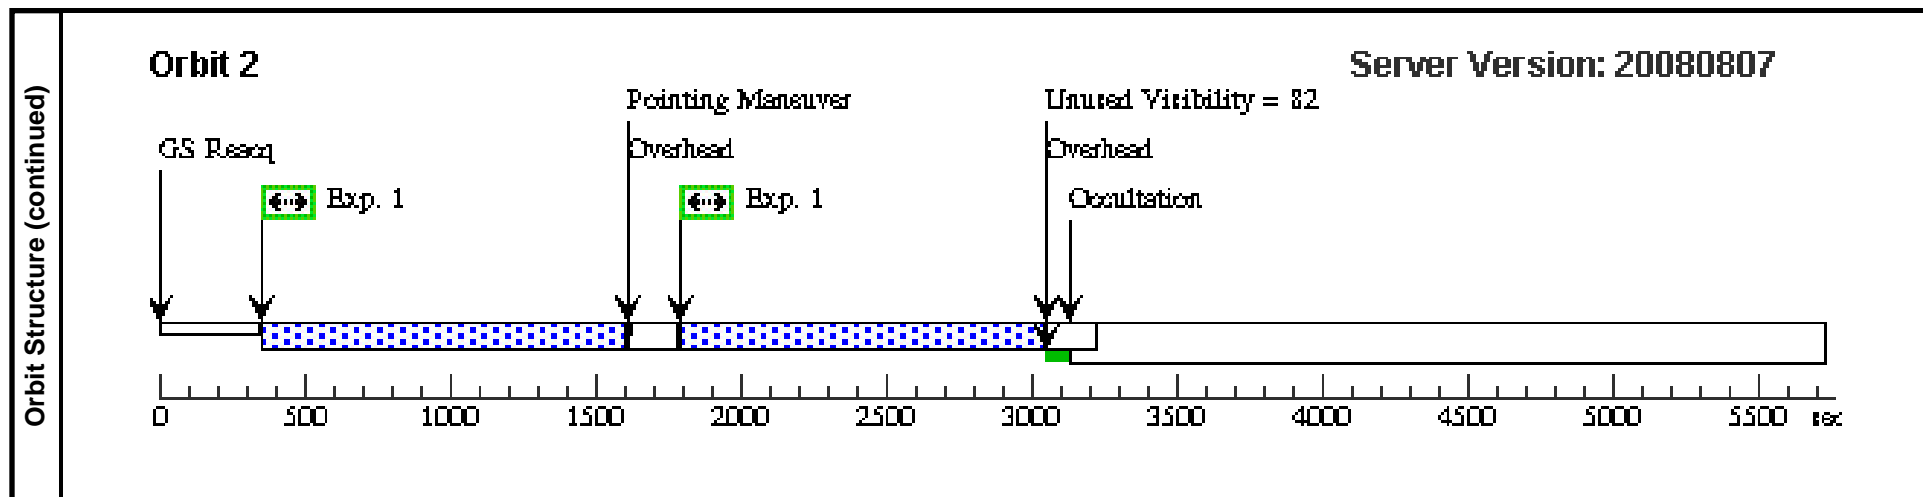 Orbit Structure (continued)
Orbit 2
Server Version: 20080807
Pointing Maneuver
Unused Visibility = 82
GS Reacq
Overhead
Overhead
Exp. 1
Exp. 1
Occultation
0 500 1000 1500 2000 2500 3000 3500 4000 4500 5000 5500 sec